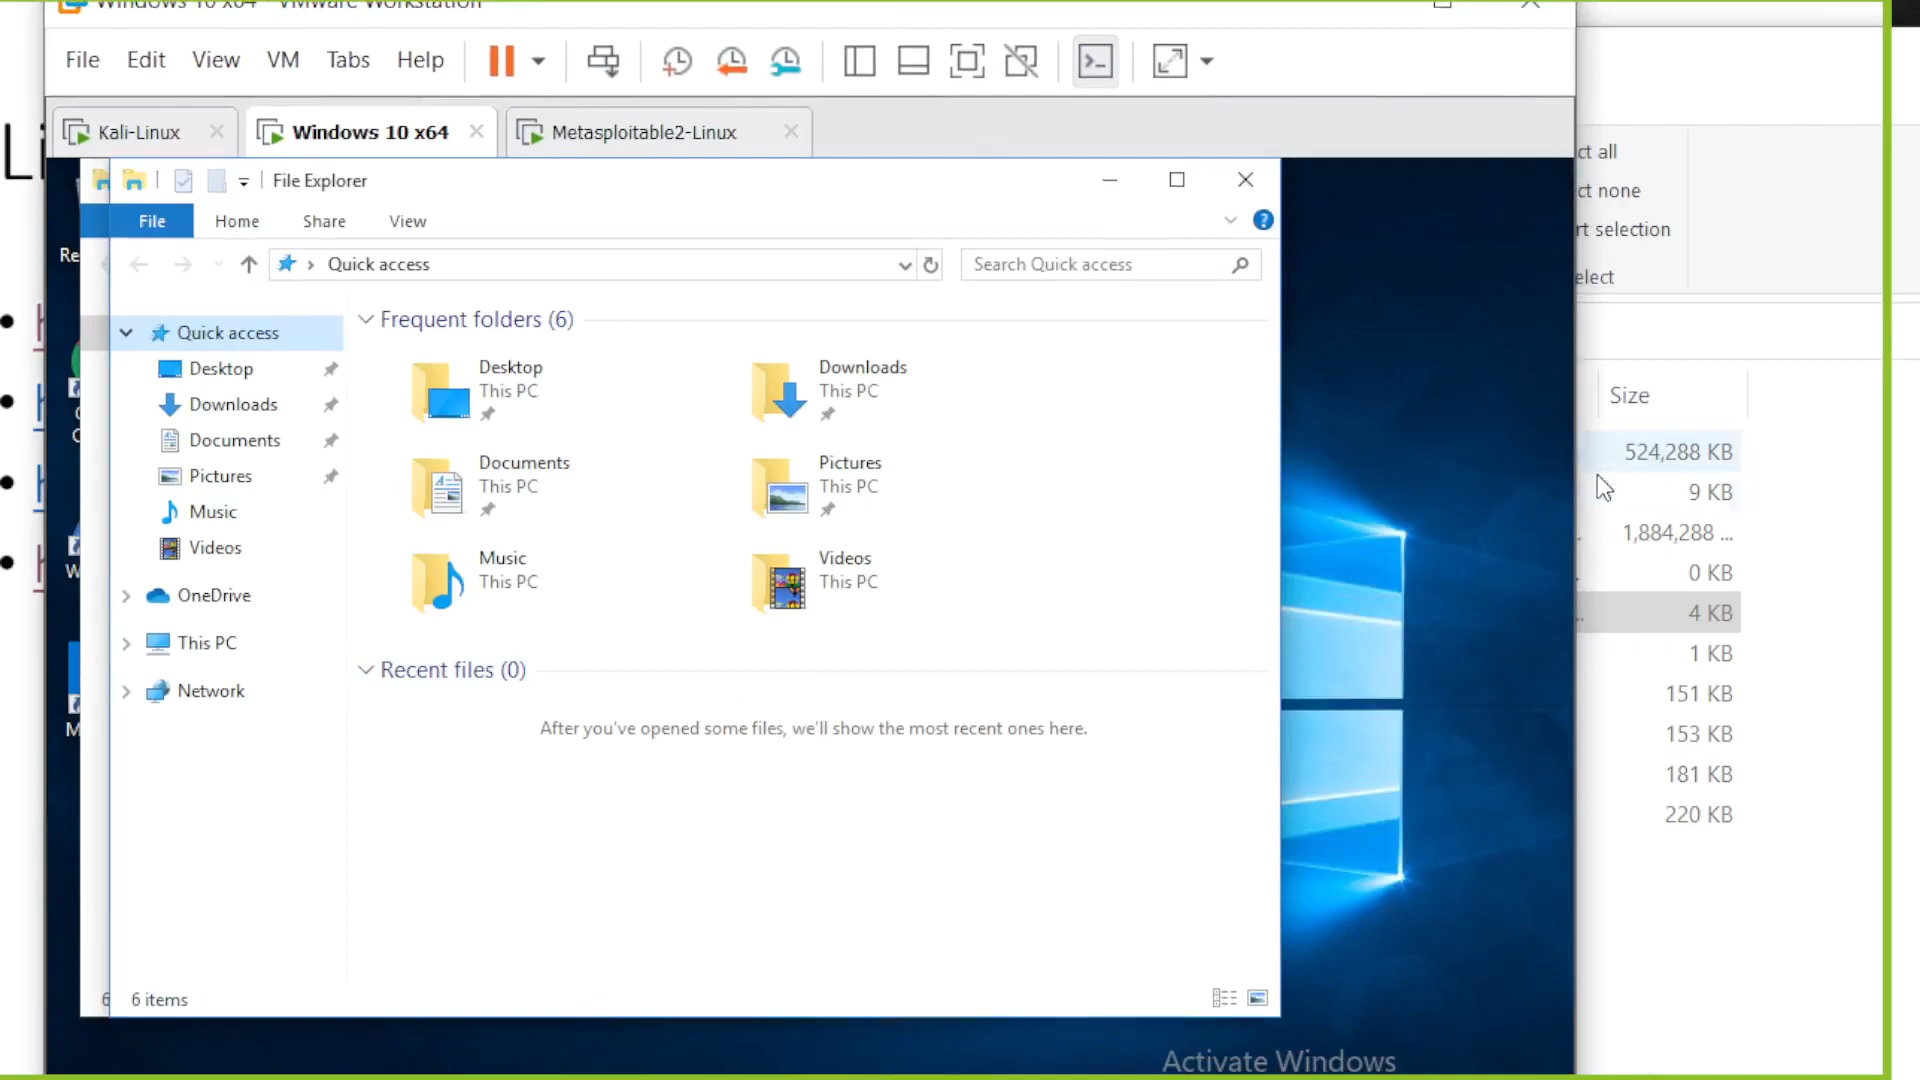 Windows 10 x64 - VMware Workstation
File Edit View VM Tabs Help
Kali-Linux
Windows 10 x64
Metasploitable2-Linux
File Explorer
File Home Share View
Quick access
Search Quick access
Quick access
Desktop
Downloads
Documents
Pictures
Music
Videos
OneDrive
This PC
Network
Frequent folders (6)
Desktop
This PC
Downloads
This PC
Documents
This PC
Pictures
This PC
Music
This PC
Videos
This PC
Recent files (0)
After you've opened some files, we'll show the most recent ones here.
6 items
Activate Windows
Li
Re
ct all
ct none
rt selection
elect
Size
524,288 KB
9 KB
1,884,288 ...
0 KB
4 KB
1 KB
151 KB
153 KB
181 KB
220 KB